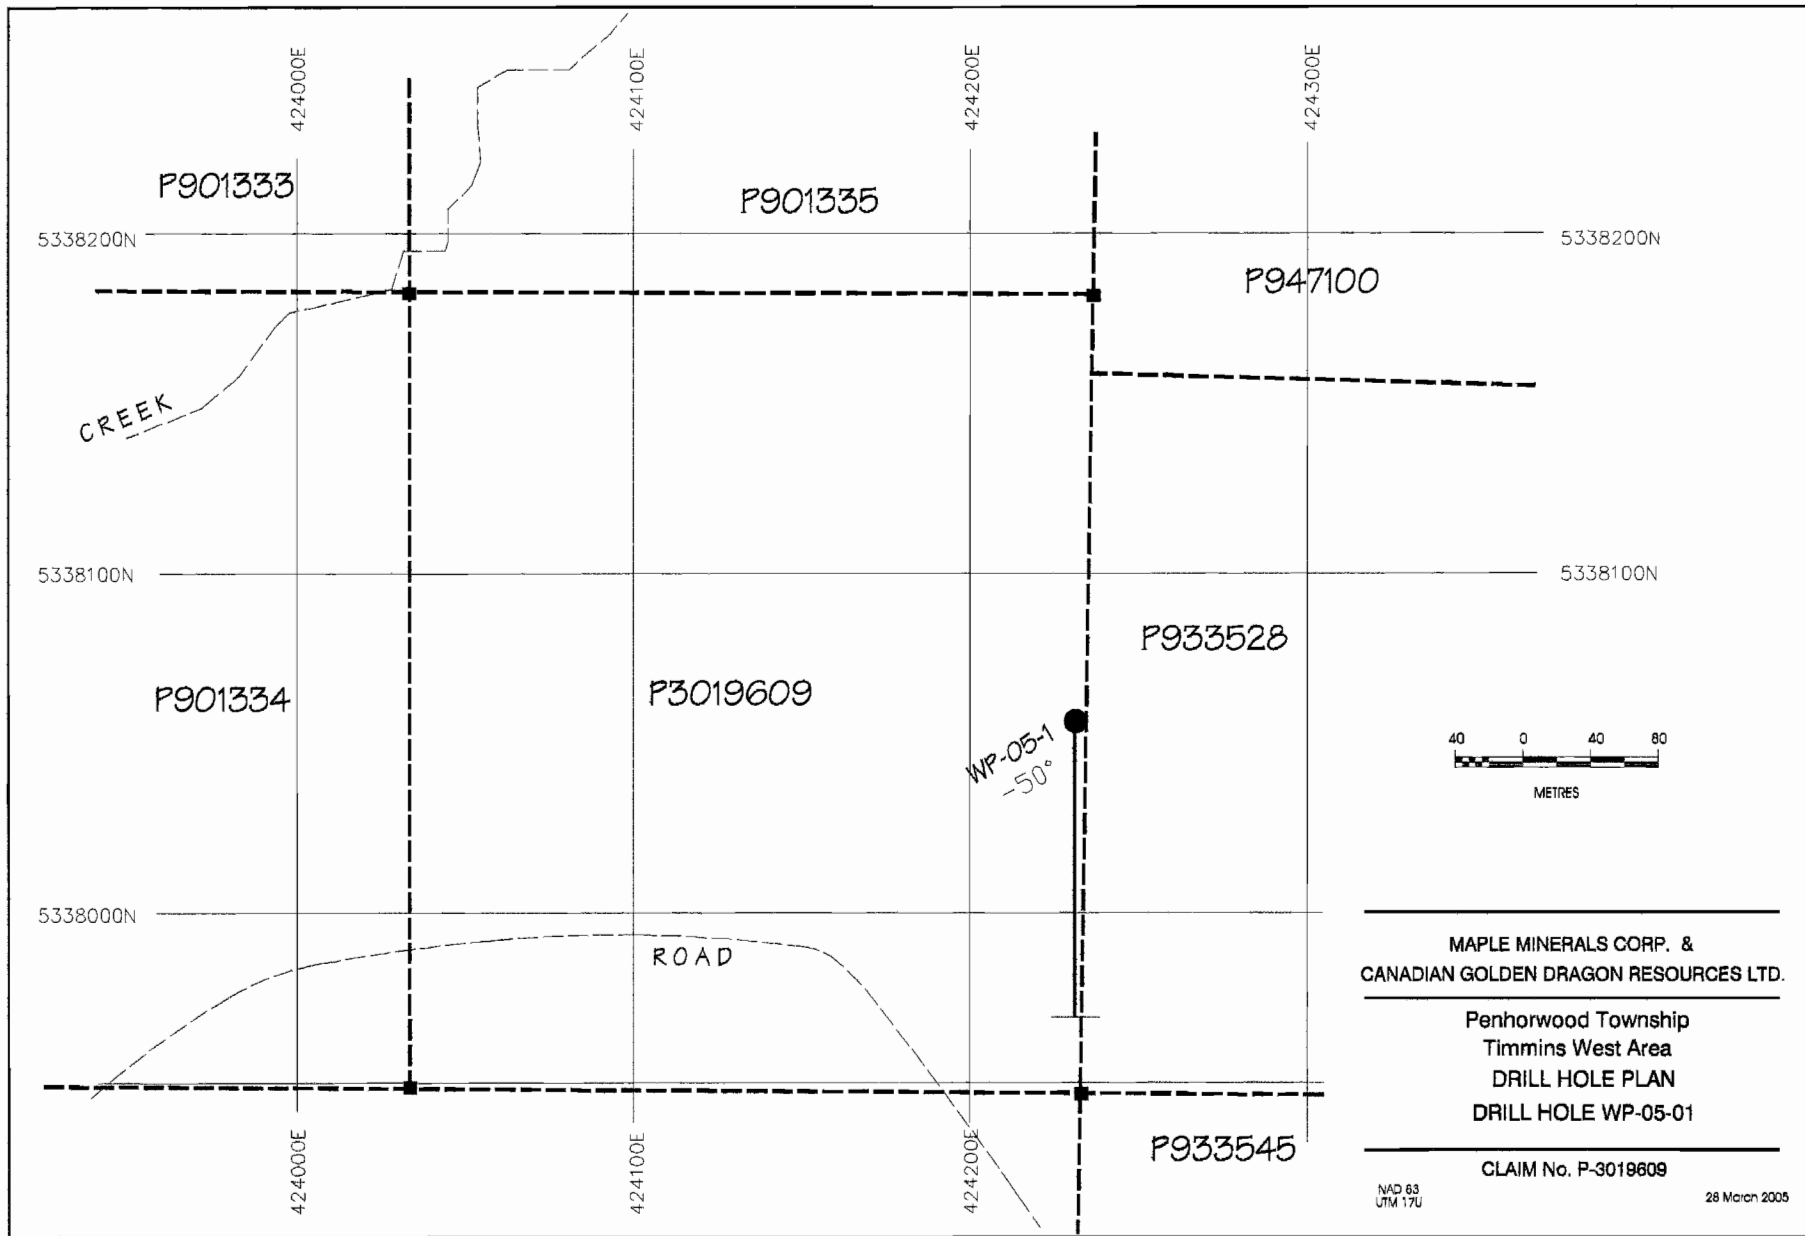 424000E
424100E
424200E
424300E
P901333
P901335
5338200N
5338200N
P947100
CREEK
5338100N
5338100N
P933528
P901334
P3019609
WP-05-1
-50°
40 0 40 80
METRES
5338000N
ROAD
MAPLE MINERALS CORP. &
CANADIAN GOLDEN DRAGON RESOURCES LTD.
Penhorwood Township
Timmins West Area
DRILL HOLE PLAN
DRILL HOLE WP-05-01
P933545
424000E
424100E
424200E
CLAIM No. P-3019609
NAD 83
UTM 17U
28 March 2005